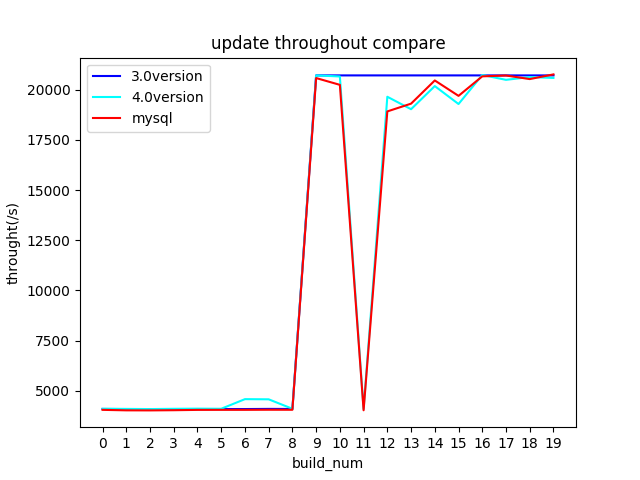 update throughout compare
3.0version
4.0version
mysql
throught(/s)
20000
17500
15000
12500
10000
7500
5000
0 1 2 3 4 5 6 7 8 9 10 11 12 13 14 15 16 17 18 19
build_num